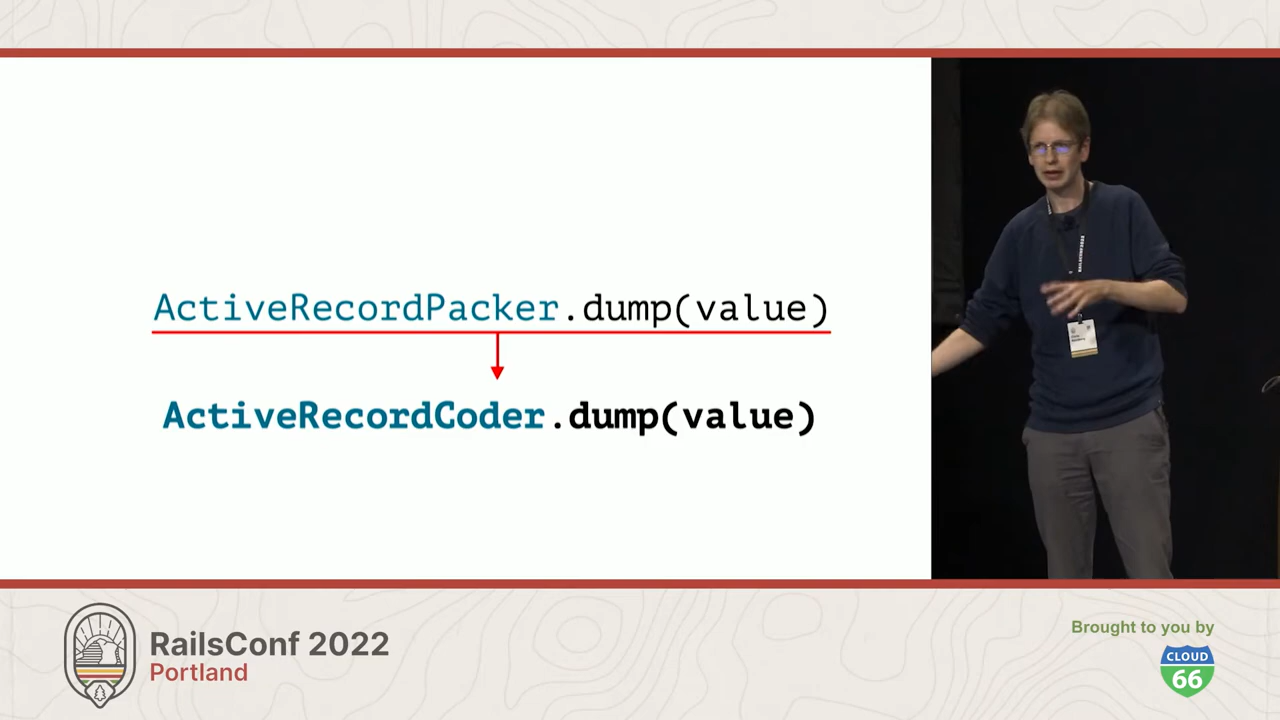 ActiveRecordPacker.dump(value)
ActiveRecordCoder.dump(value)
RailsConf 2022
Portland
Brought to you by
CLOUD
66